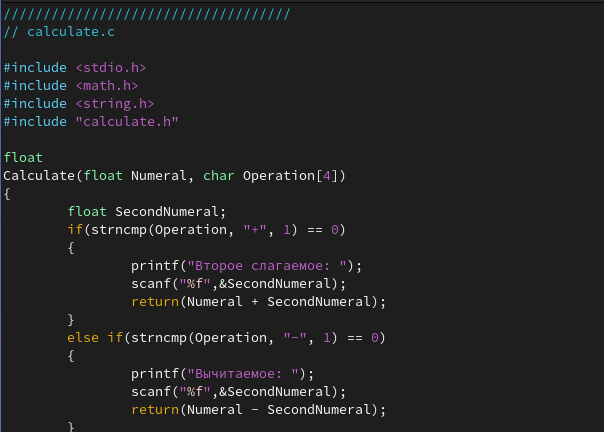 ////////////////////////////////////
// calculate.c
#include <stdio.h>
#include <math.h>
#include <string.h>
#include "calculate.h"
float
Calculate(float Numeral, char Operation[4])
{
float SecondNumeral;
if(strncmp(Operation, "+", 1) == 0)
{
printf("Второе слагаемое: ");
scanf("%f",&SecondNumeral);
return(Numeral + SecondNumeral);
}
else if(strncmp(Operation, "-", 1) == 0)
{
printf("Вычитаемое: ");
scanf("%f",&SecondNumeral);
return(Numeral - SecondNumeral);
}